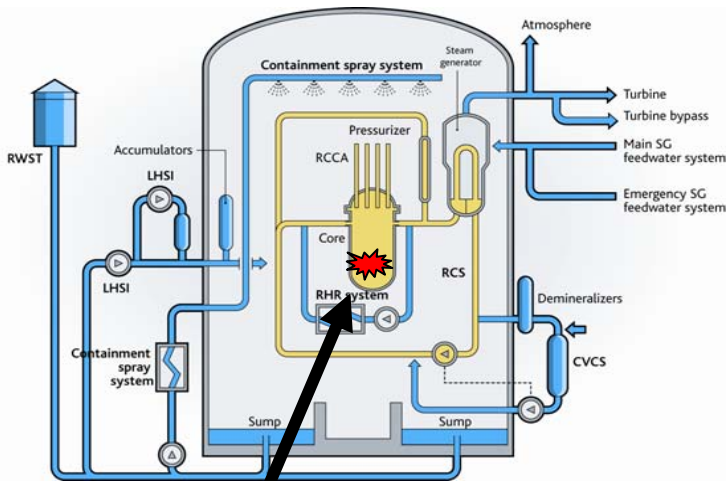 Atmosphere
Containment spray system
Steam
generator
Turbine
Turbine bypass
Main SG
feedwater system
Emergency SG
feedwater system
Pressurizer
RCCA
Accumulators
RWST
LHSI
LHSI
Core
RCS
RHR system
Demineralizers
CVCS
Containment
spray
system
Sump
Sump